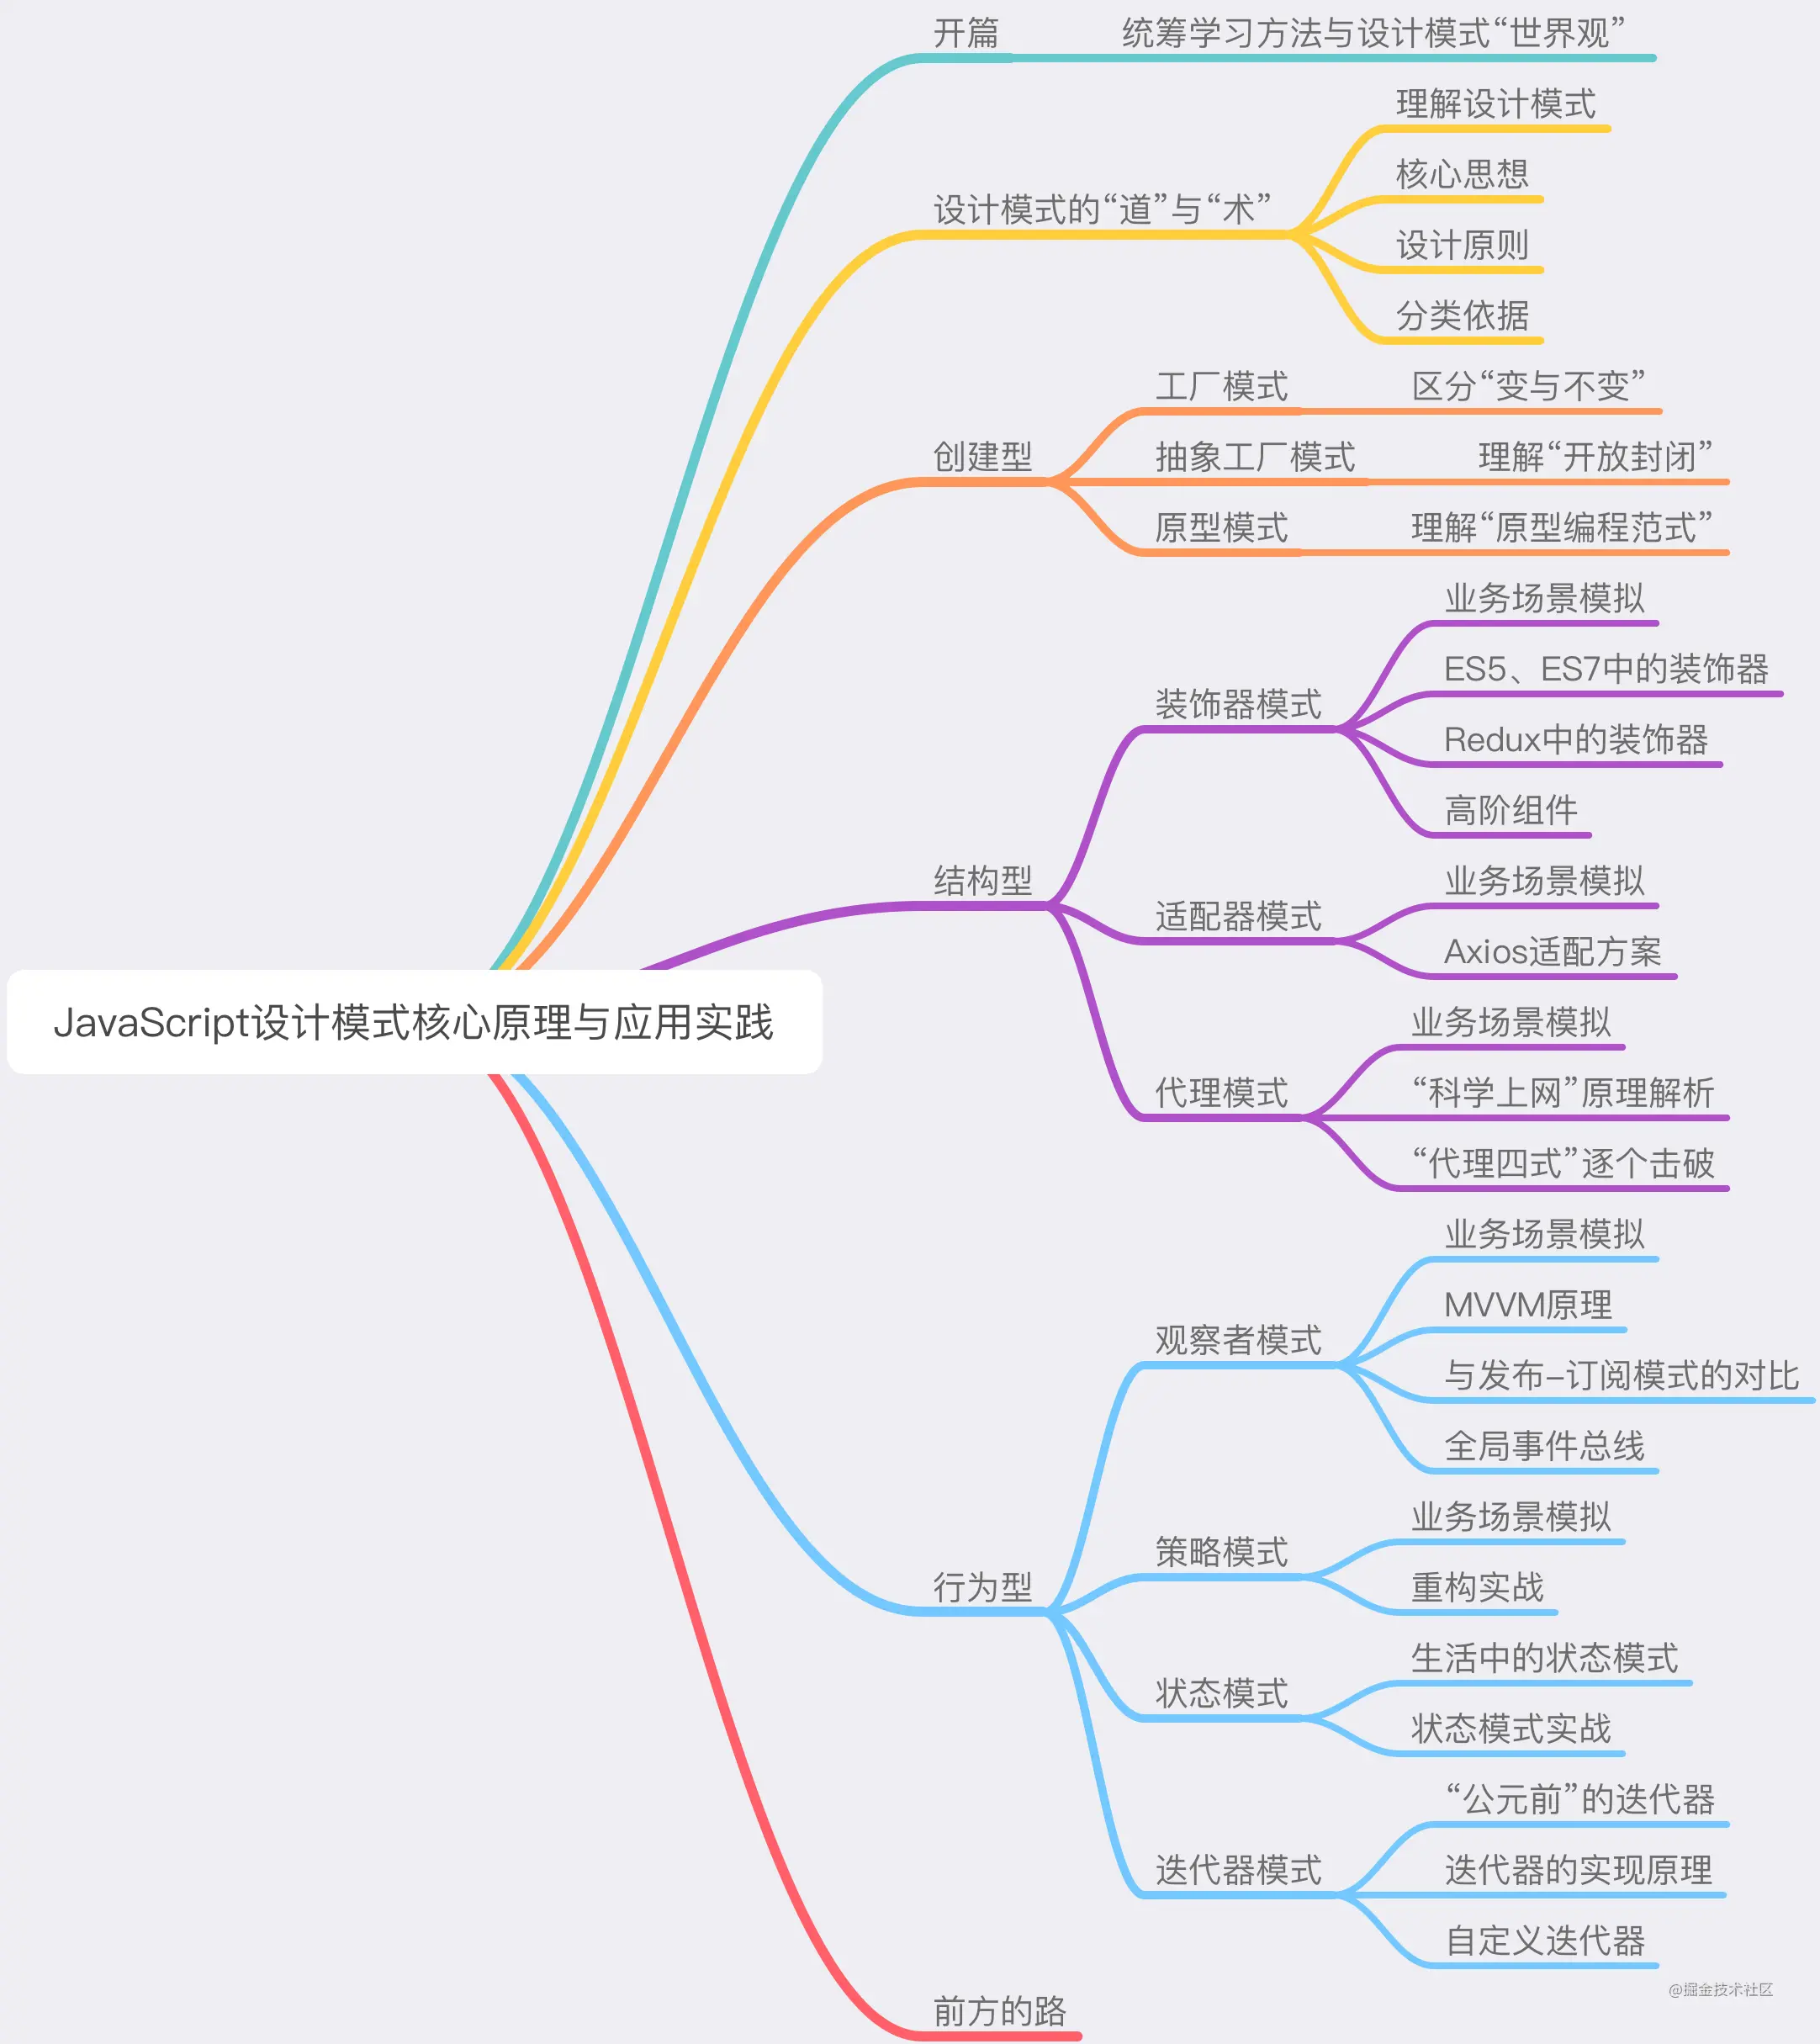 开篇
统筹学习方法与设计模式“世界观”
设计模式的“道”与“术”
理解设计模式
核心思想
设计原则
分类依据
创建型
工厂模式
区分“变与不变”
抽象工厂模式
理解“开放封闭”
原型模式
理解“原型编程范式”
JavaScript设计模式核心原理与应用实践
结构型
装饰器模式
业务场景模拟
ES5、ES7中的装饰器
Redux中的装饰器
高阶组件
适配器模式
业务场景模拟
Axios适配方案
代理模式
业务场景模拟
“科学上网”原理解析
“代理四式”逐个击破
行为型
观察者模式
业务场景模拟
MVVM原理
与发布-订阅模式的对比
全局事件总线
策略模式
业务场景模拟
重构实战
状态模式
生活中的状态模式
状态模式实战
迭代器模式
“公元前”的迭代器
迭代器的实现原理
自定义迭代器
前方的路
@掘金技术社区